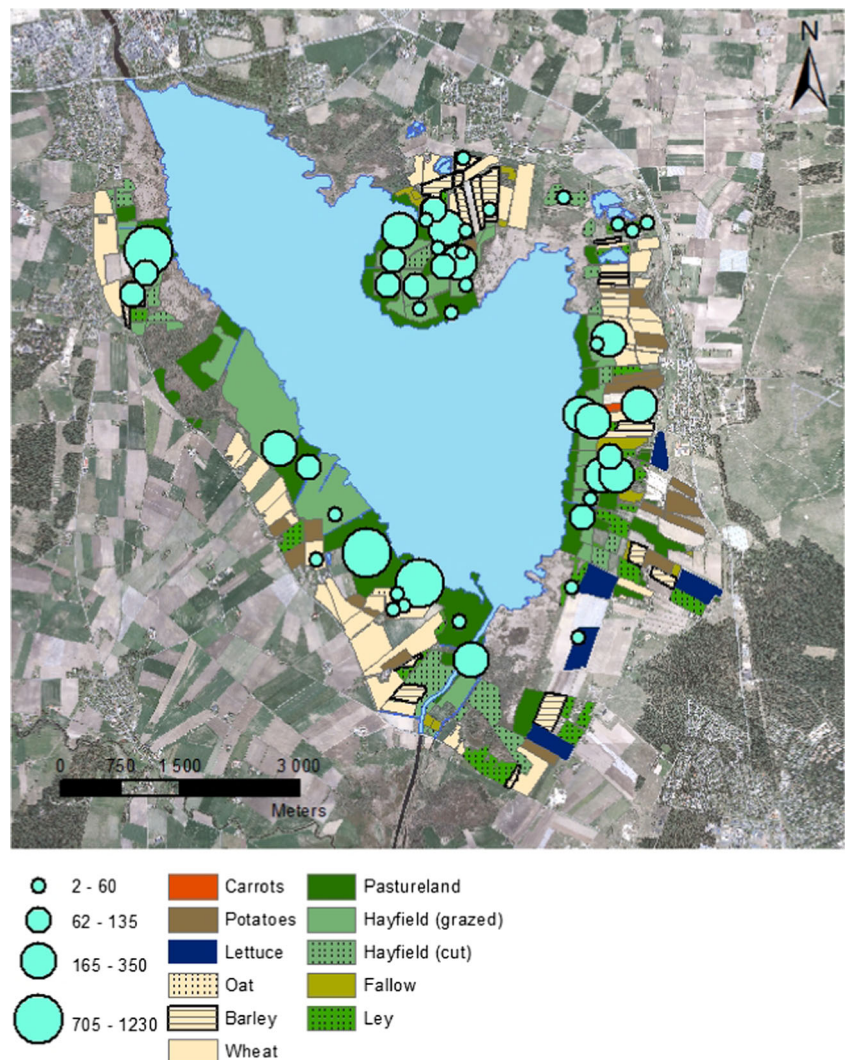 N
0 750 1 500 3 000
Meters
2 - 60
62 - 135
165 - 350
705 - 1230
Carrots
Potatoes
Lettuce
Oat
Barley
Wheat
Pastureland
Hayfield (grazed)
Hayfield (cut)
Fallow
Ley